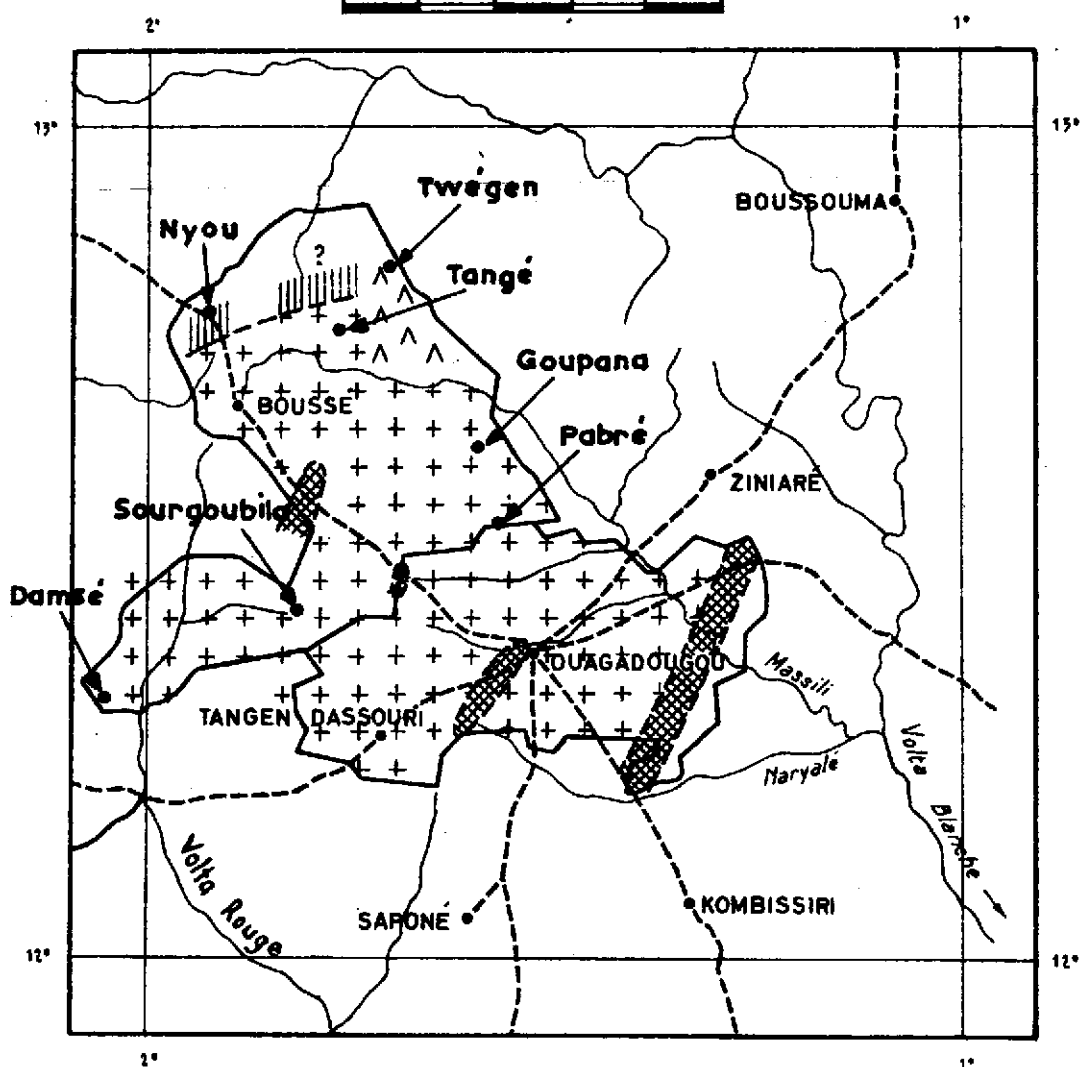 2° 1°
13° 13°
Twégen
BOUSSOUMA
Nyou
?
Tangé
Goupana
BOUSSE
Pabré
ZINIARÉ
Sourgoubila
Damsé
OUAGADOUGOU
Massili
TANGEN DASSOURI
Naryalé
Volta Blanche
Volta Rouge
SAPONÉ
KOMBISSIRI
12° 12°
2° 1°